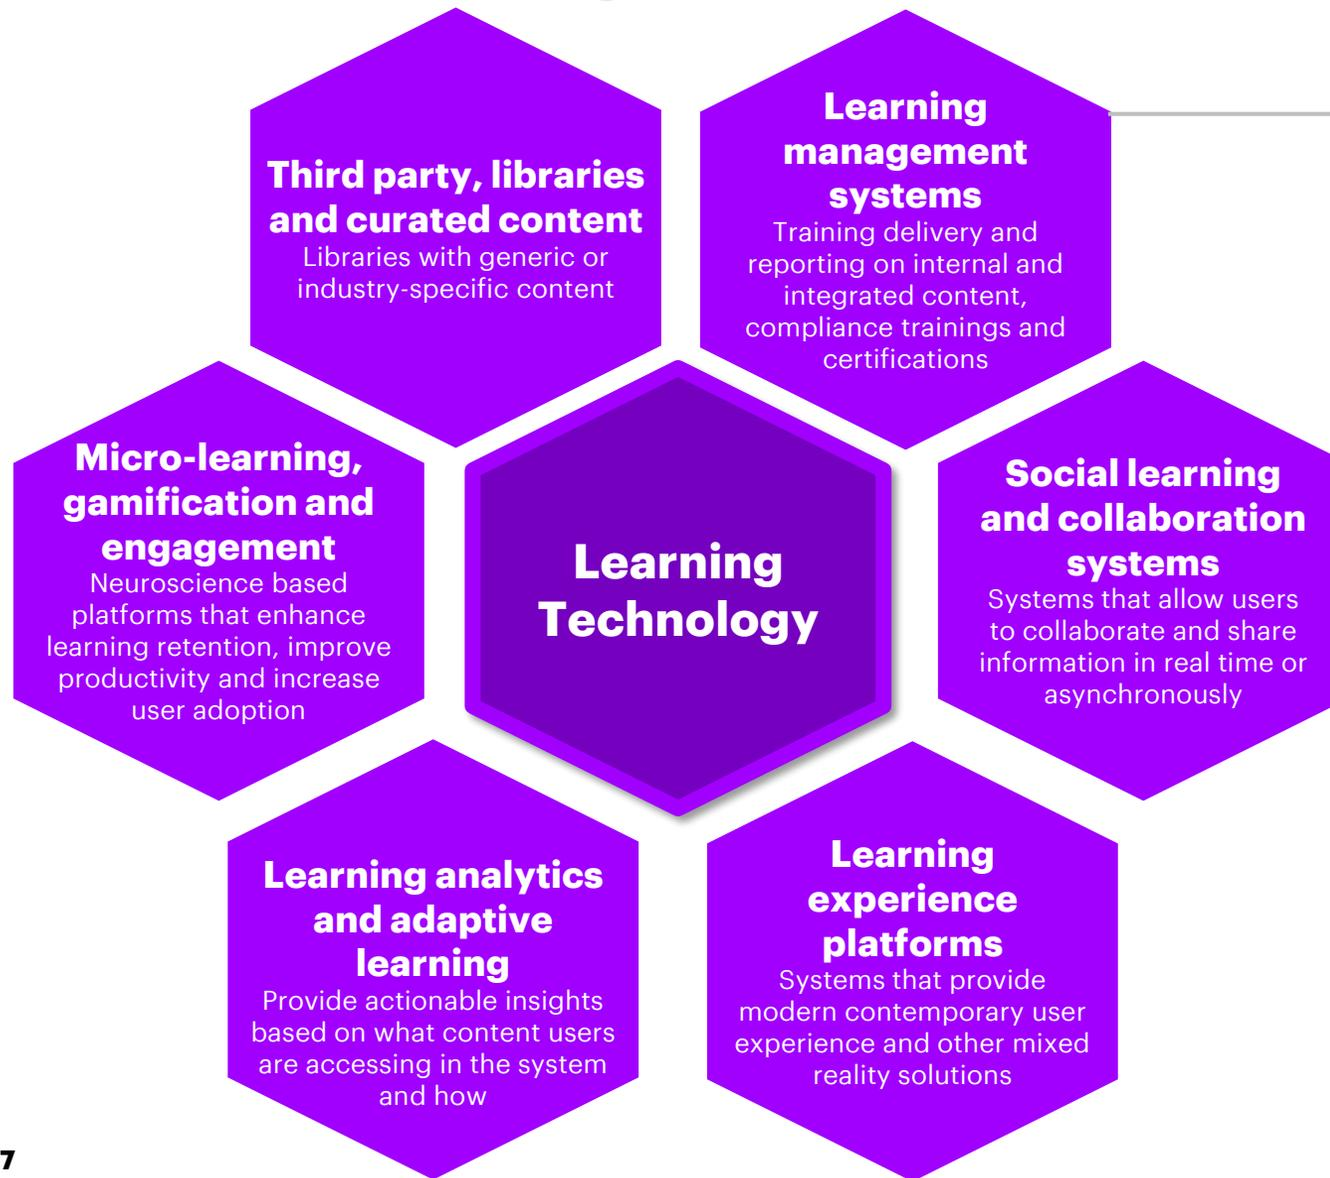 Third party, libraries
and curated content
Libraries with generic or
industry-specific content
Learning
management
systems
Training delivery and
reporting on internal and
integrated content,
compliance trainings and
certifications
Micro-learning,
gamification and
engagement
Neuroscience based
platforms that enhance
learning retention, improve
productivity and increase
user adoption
Learning
Technology
Social learning
and collaboration
systems
Systems that allow users
to collaborate and share
information in real time or
asynchronously
Learning analytics
and adaptive
learning
Provide actionable insights
based on what content users
are accessing in the system
and how
Learning
experience
platforms
Systems that provide
modern contemporary user
experience and other mixed
reality solutions
7